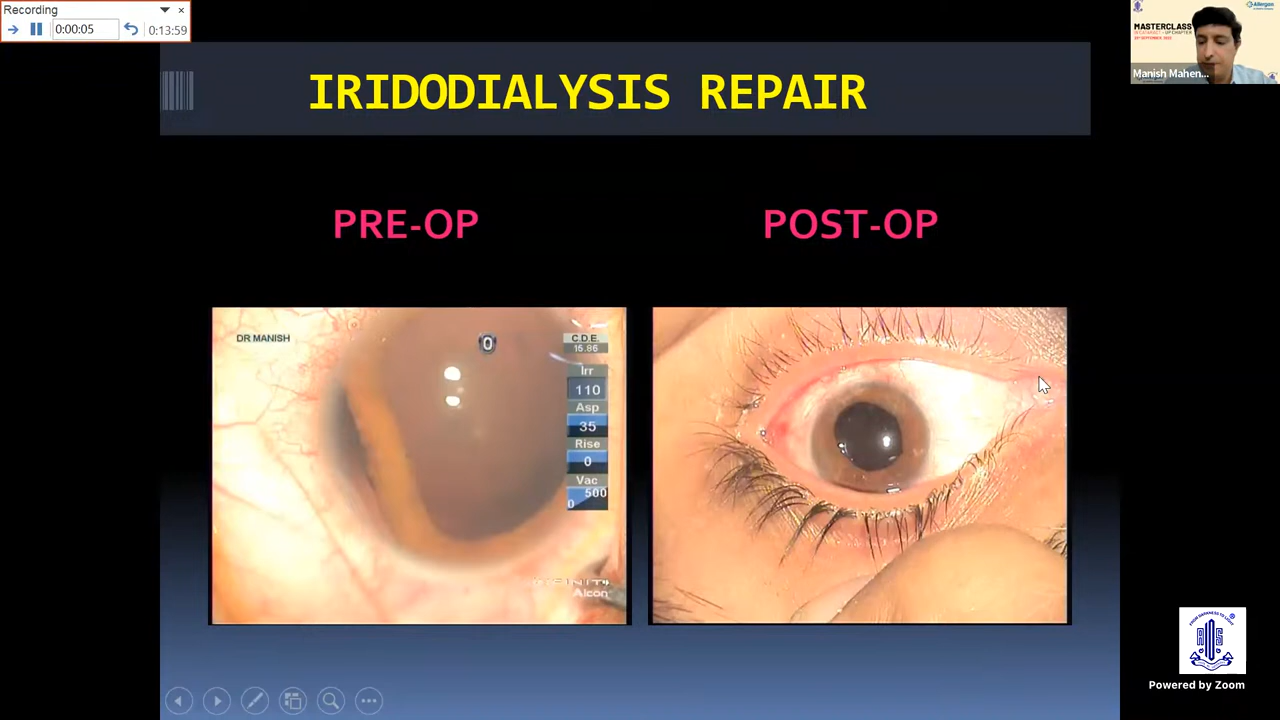 Recording
0:00:05
0:13:59
Allergan
MASTERCLASS
Manish Mahen...
IRIDODIALYSIS REPAIR
PRE-OP
POST-OP
DR MANISH
0
C.D.E.
15.86
Irr
110
Asp
35
Rise
0
Vac
500
0
Alcon
Powered by Zoom